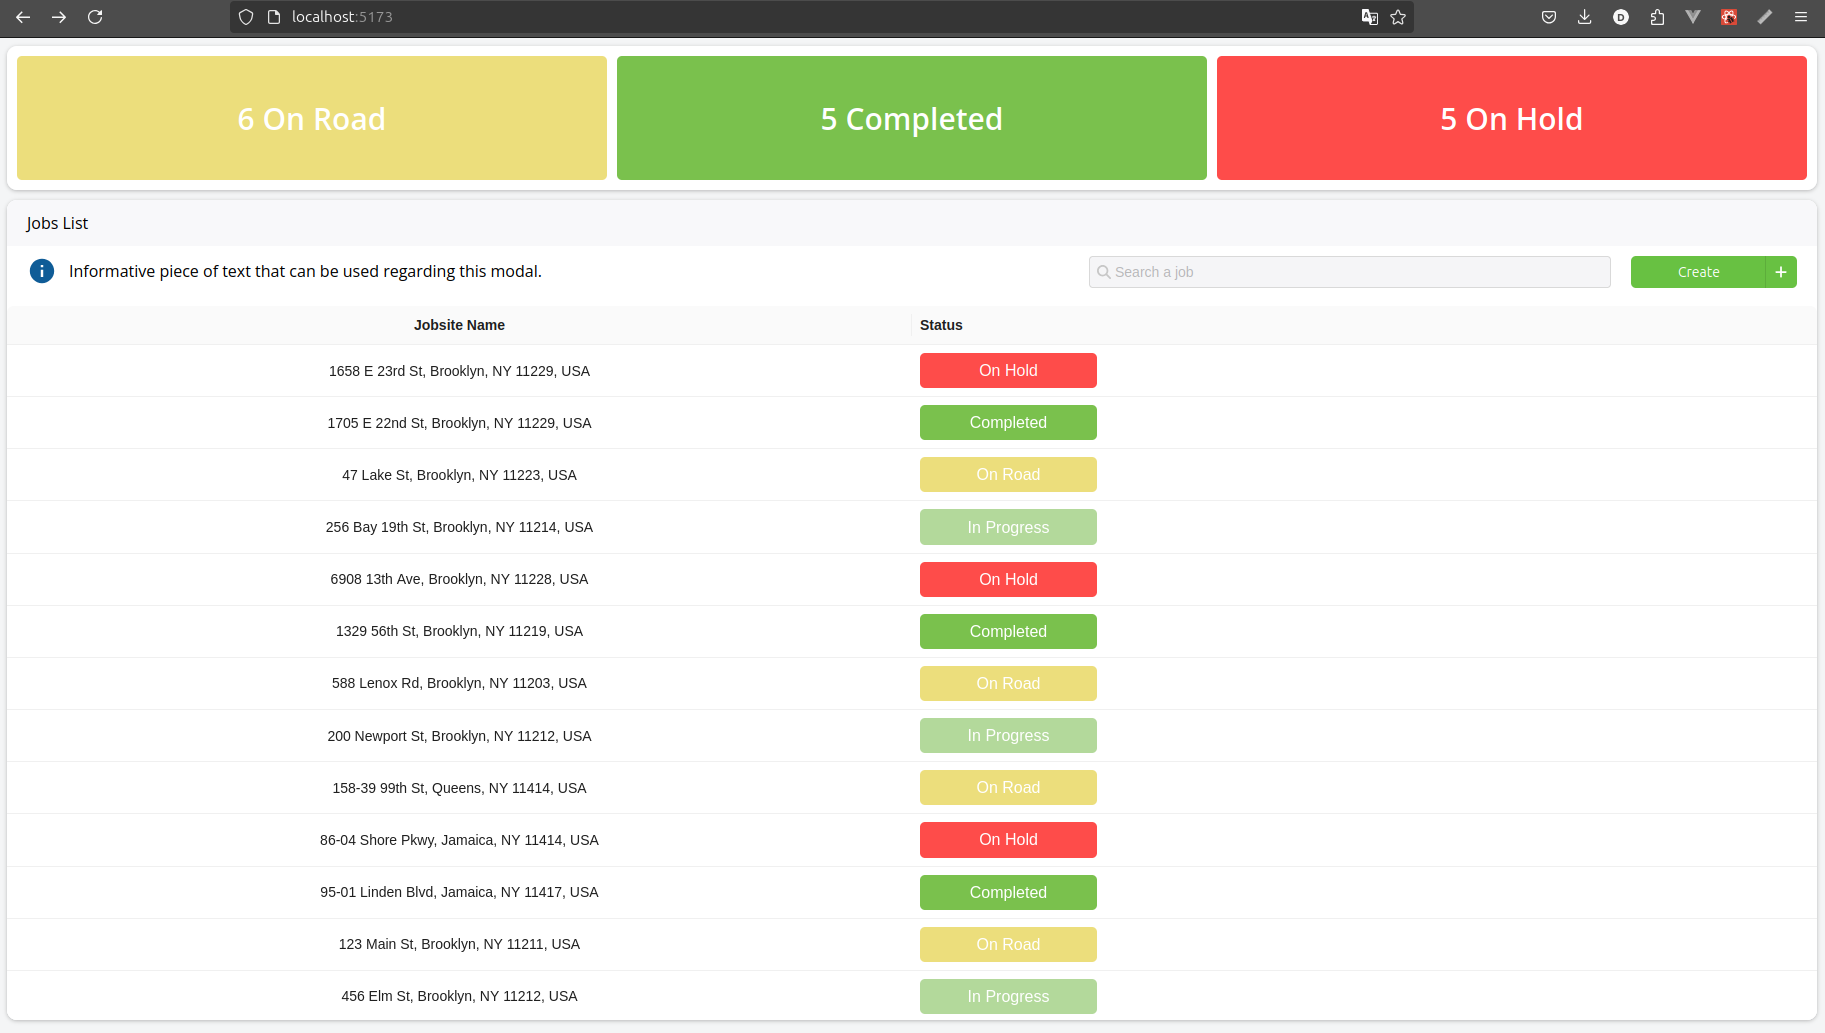 localhost:5173
6 On Road
5 Completed
5 On Hold
Jobs List
Informative piece of text that can be used regarding this modal.
Search a job
Create +
Jobsite Name Status
1658 E 23rd St, Brooklyn, NY 11229, USA On Hold
1705 E 22nd St, Brooklyn, NY 11229, USA Completed
47 Lake St, Brooklyn, NY 11223, USA On Road
256 Bay 19th St, Brooklyn, NY 11214, USA In Progress
6908 13th Ave, Brooklyn, NY 11228, USA On Hold
1329 56th St, Brooklyn, NY 11219, USA Completed
588 Lenox Rd, Brooklyn, NY 11203, USA On Road
200 Newport St, Brooklyn, NY 11212, USA In Progress
158-39 99th St, Queens, NY 11414, USA On Road
86-04 Shore Pkwy, Jamaica, NY 11414, USA On Hold
95-01 Linden Blvd, Jamaica, NY 11417, USA Completed
123 Main St, Brooklyn, NY 11211, USA On Road
456 Elm St, Brooklyn, NY 11212, USA In Progress